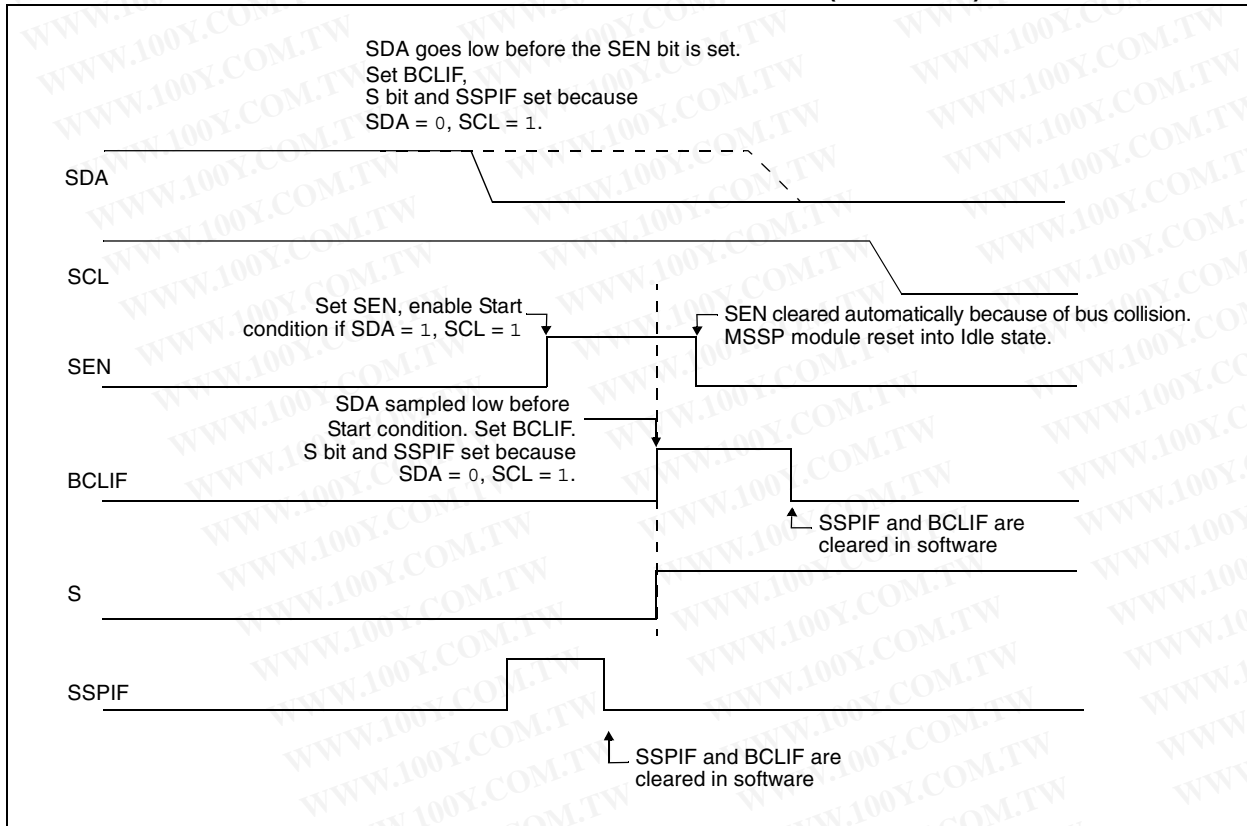 SDA goes low before the SEN bit is set.
Set BCLIF,
S bit and SSPIF set because
SDA = 0, SCL = 1.
SDA
SCL
Set SEN, enable Start
condition if SDA = 1, SCL = 1
SEN cleared automatically because of bus collision.
MSSP module reset into Idle state.
SEN
SDA sampled low before
Start condition. Set BCLIF.
S bit and SSPIF set because
SDA = 0, SCL = 1.
BCLIF
SSPIF and BCLIF are
cleared in software
S
SSPIF
SSPIF and BCLIF are
cleared in software
WWW.100Y.COM.TW